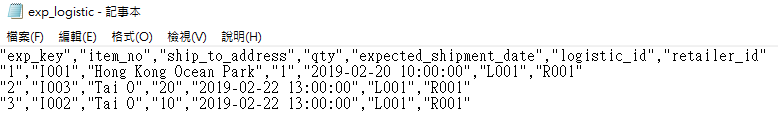 exp_logistic - 記事本
檔案(F) 編輯(E) 格式(O) 檢視(V) 說明(H)
"exp_key","item_no","ship_to_address","qty","expected_shipment_date","logistic_id","retailer_id"
"1","I001","Hong Kong Ocean Park","1","2019-02-20 10:00:00","L001","R001"
"2","I003","Tai O","20","2019-02-22 13:00:00","L001","R001"
"3","I002","Tai O","10","2019-02-22 13:00:00","L001","R001"